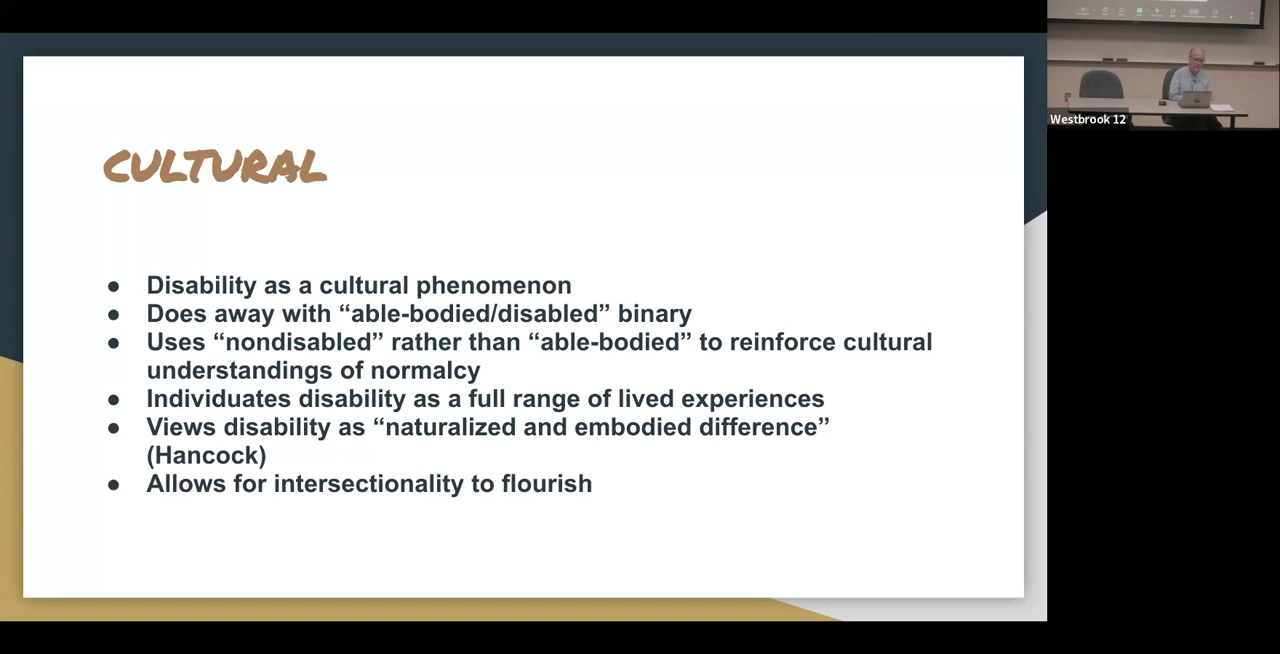 CULTURAL
● Disability as a cultural phenomenon
● Does away with “able-bodied/disabled” binary
● Uses “nondisabled” rather than “able-bodied” to reinforce cultural
understandings of normalcy
● Individuates disability as a full range of lived experiences
● Views disability as “naturalized and embodied difference”
(Hancock)
● Allows for intersectionality to flourish
Westbrook 12